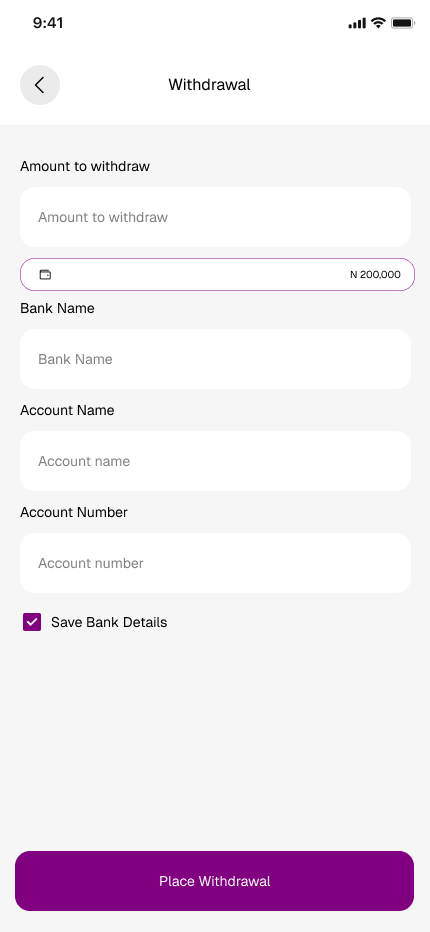 9:41
Withdrawal
Amount to withdraw
Amount to withdraw
N 200,000
Bank Name
Bank Name
Account Name
Account name
Account Number
Account number
Save Bank Details
Place Withdrawal